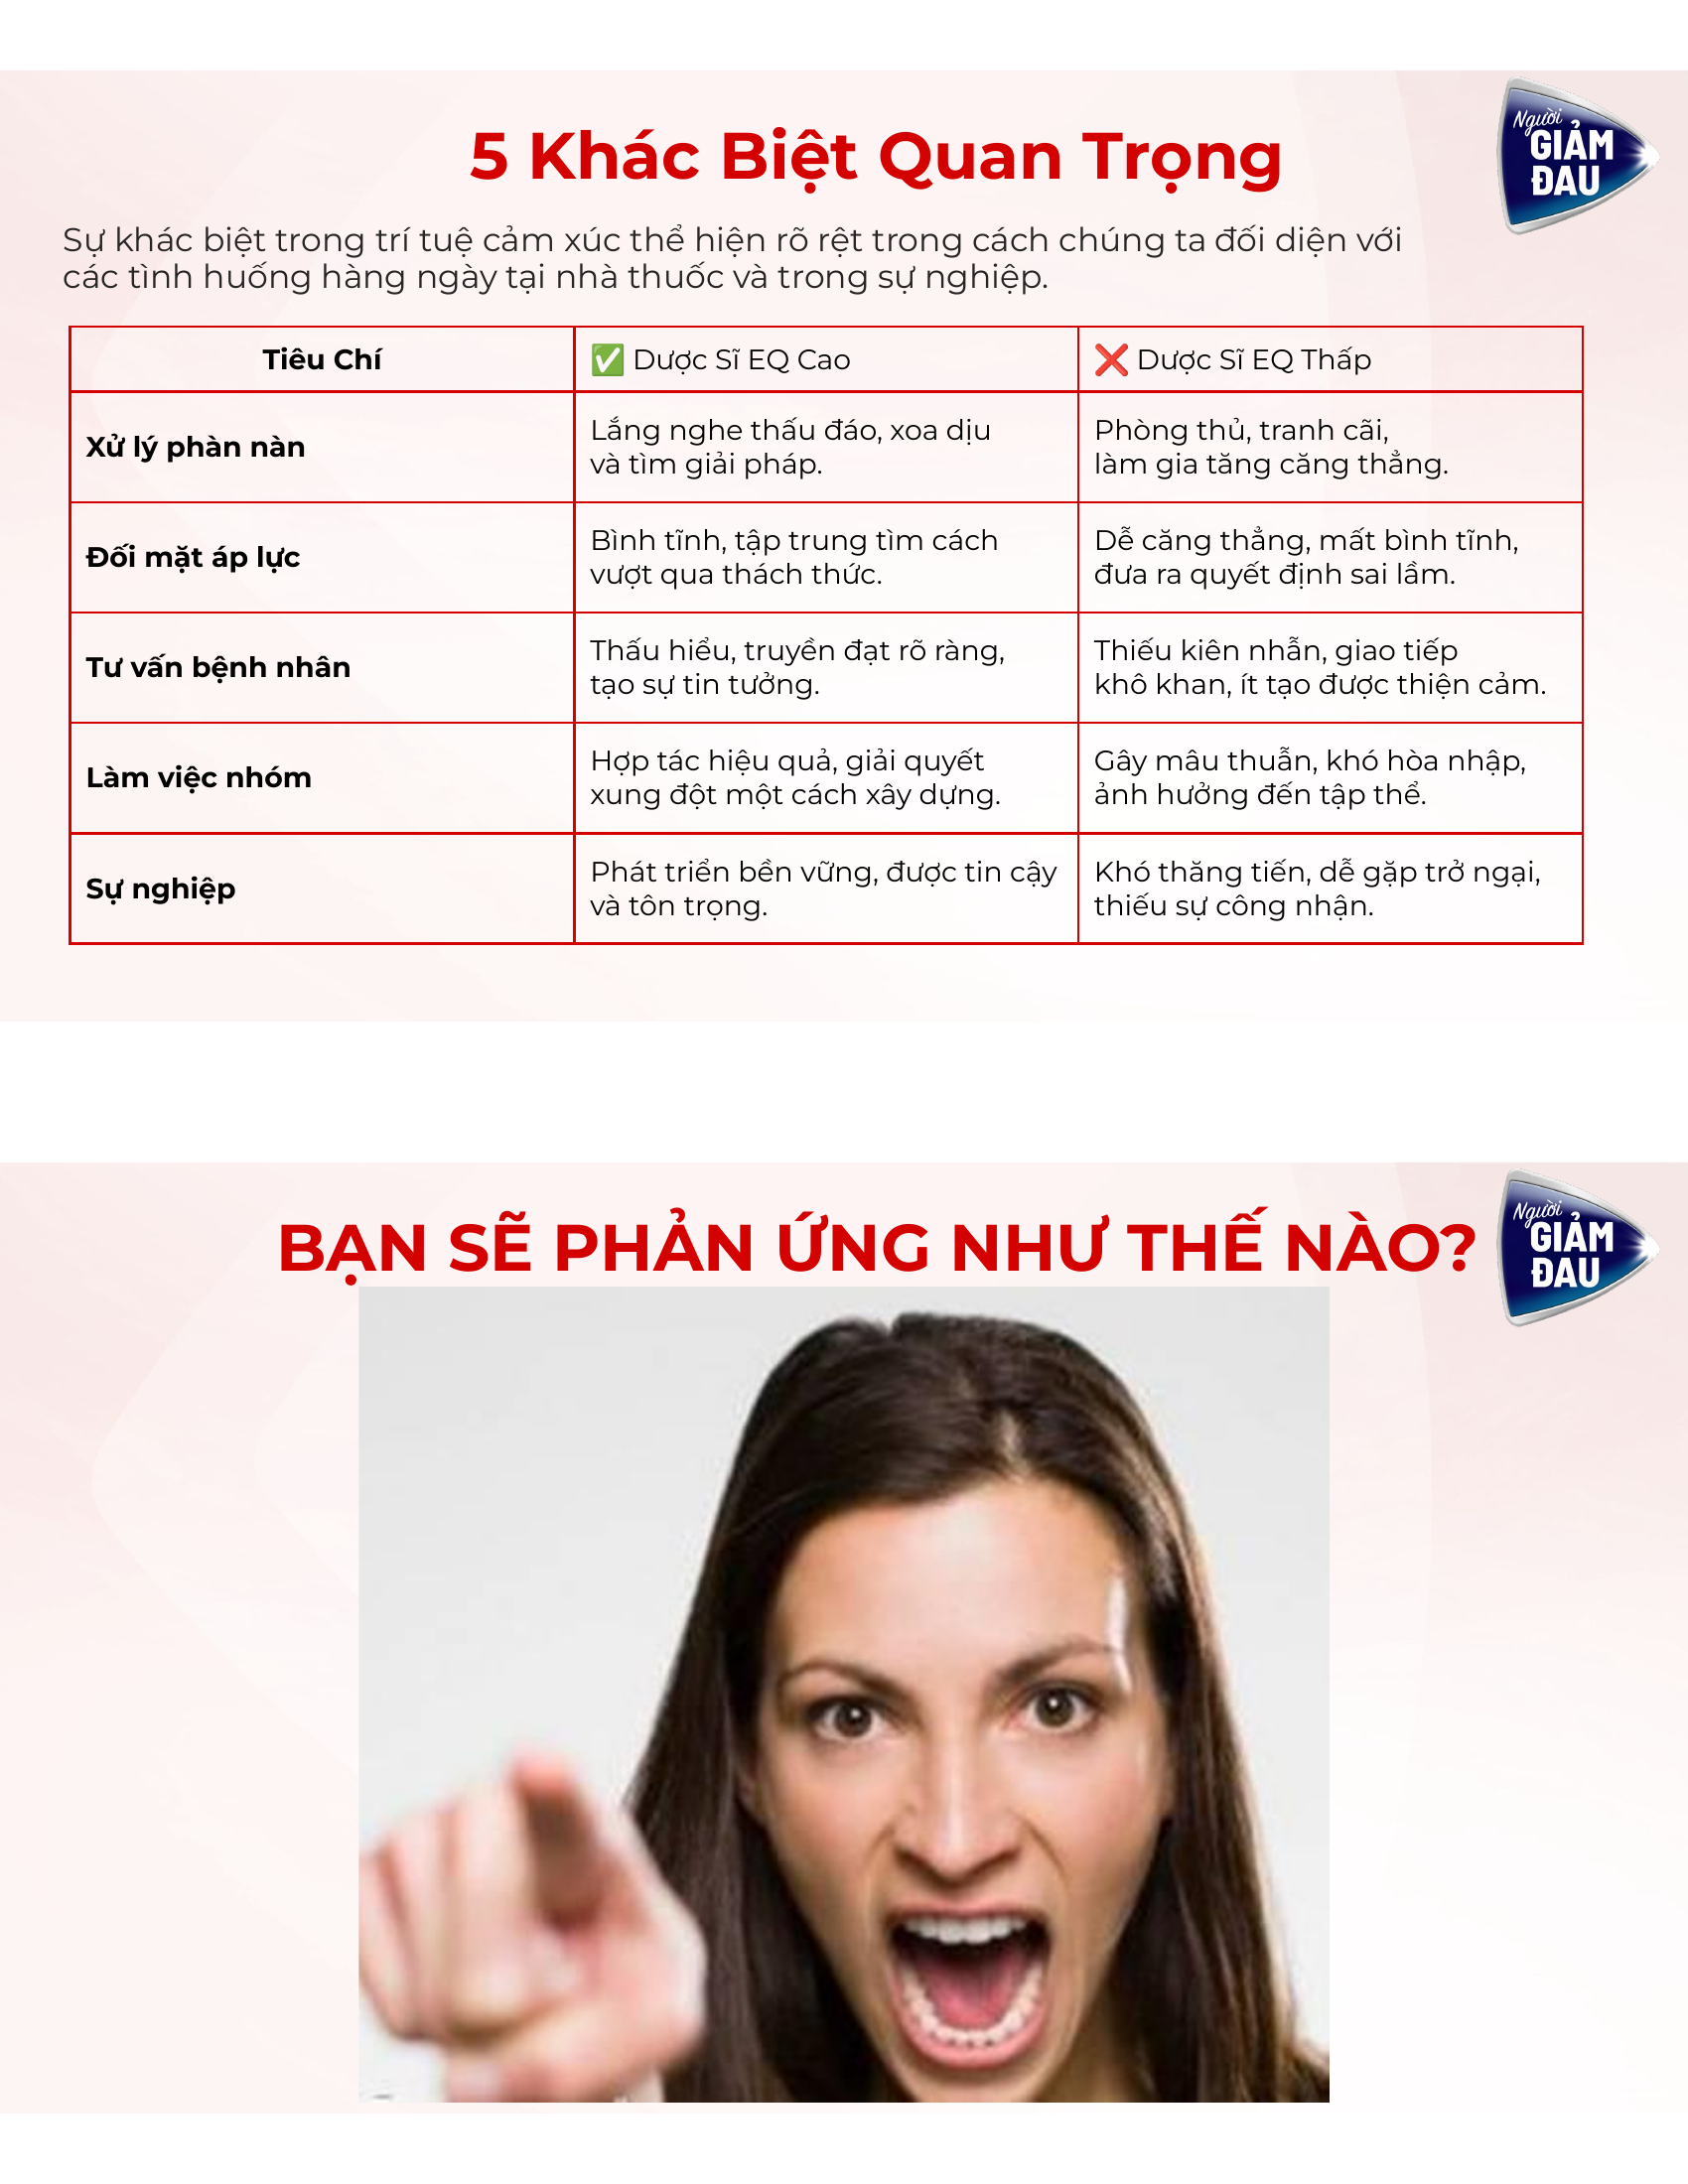 5 Khác Biệt Quan Trọng
Người
GIẢM
ĐAU
Sự khác biệt trong trí tuệ cảm xúc thể hiện rõ rệt trong cách chúng ta đối diện với
các tình huống hàng ngày tại nhà thuốc và trong sự nghiệp.
Tiêu Chí
✅ Dược Sĩ EQ Cao
❌ Dược Sĩ EQ Thấp
Xử lý phàn nàn
Lắng nghe thấu đáo, xoa dịu
và tìm giải pháp.
Phòng thủ, tranh cãi,
làm gia tăng căng thẳng.
Đối mặt áp lực
Bình tĩnh, tập trung tìm cách
vượt qua thách thức.
Dễ căng thẳng, mất bình tĩnh,
đưa ra quyết định sai lầm.
Tư vấn bệnh nhân
Thấu hiểu, truyền đạt rõ ràng,
tạo sự tin tưởng.
Thiếu kiên nhẫn, giao tiếp
khô khan, ít tạo được thiện cảm.
Làm việc nhóm
Hợp tác hiệu quả, giải quyết
xung đột một cách xây dựng.
Gây mâu thuẫn, khó hòa nhập,
ảnh hưởng đến tập thể.
Sự nghiệp
Phát triển bền vững, được tin cậy
và tôn trọng.
Khó thăng tiến, dễ gặp trở ngại,
thiếu sự công nhận.
BẠN SẼ PHẢN ỨNG NHƯ THẾ NÀO?
Người
GIẢM
ĐAU